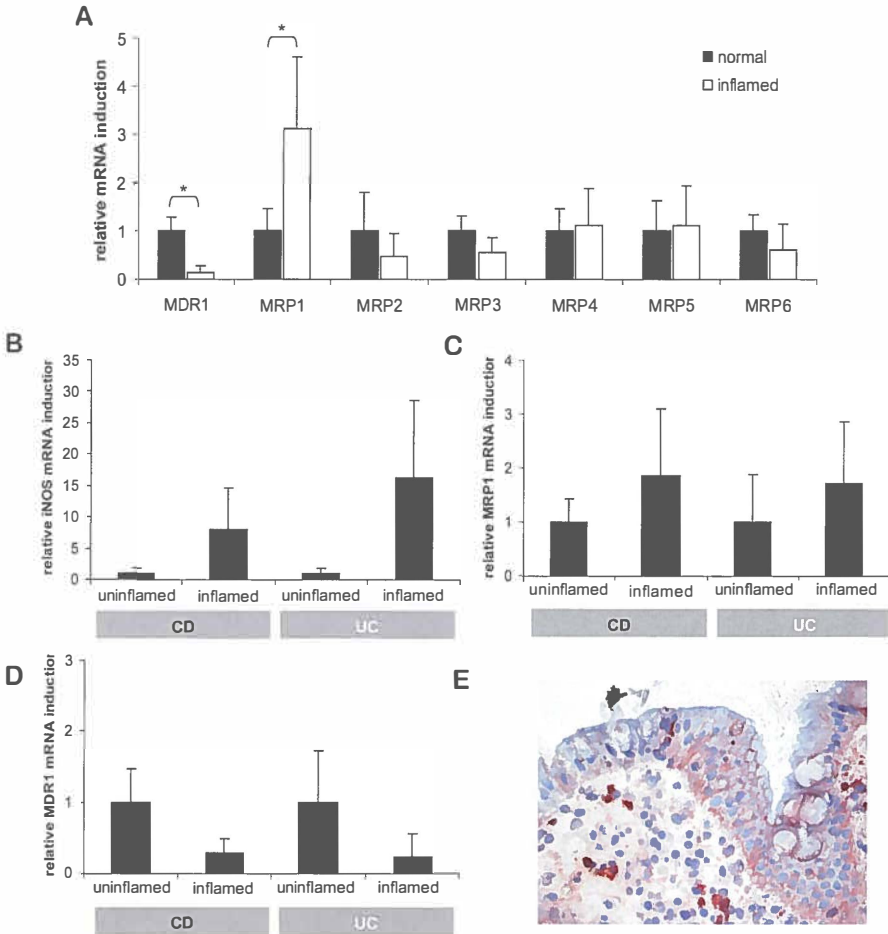 A
relative mRNA induction
5
4
3
2
1
0
*
*
normal
inflamed
MDR1 MRP1 MRP2 MRP3 MRP4 MRP5 MRP6
B
relative iNOS mRNA induction
35
30
25
20
15
10
5
0
uninflamed inflamed uninflamed inflamed
CD UC
C
relative MRP1 mRNA induction
4
3
2
1
0
uninflamed inflamed uninflamed inflamed
CD UC
D
relative MDR1 mRNA induction
3
2
1
0
uninflamed inflamed uninflamed inflamed
CD UC
E